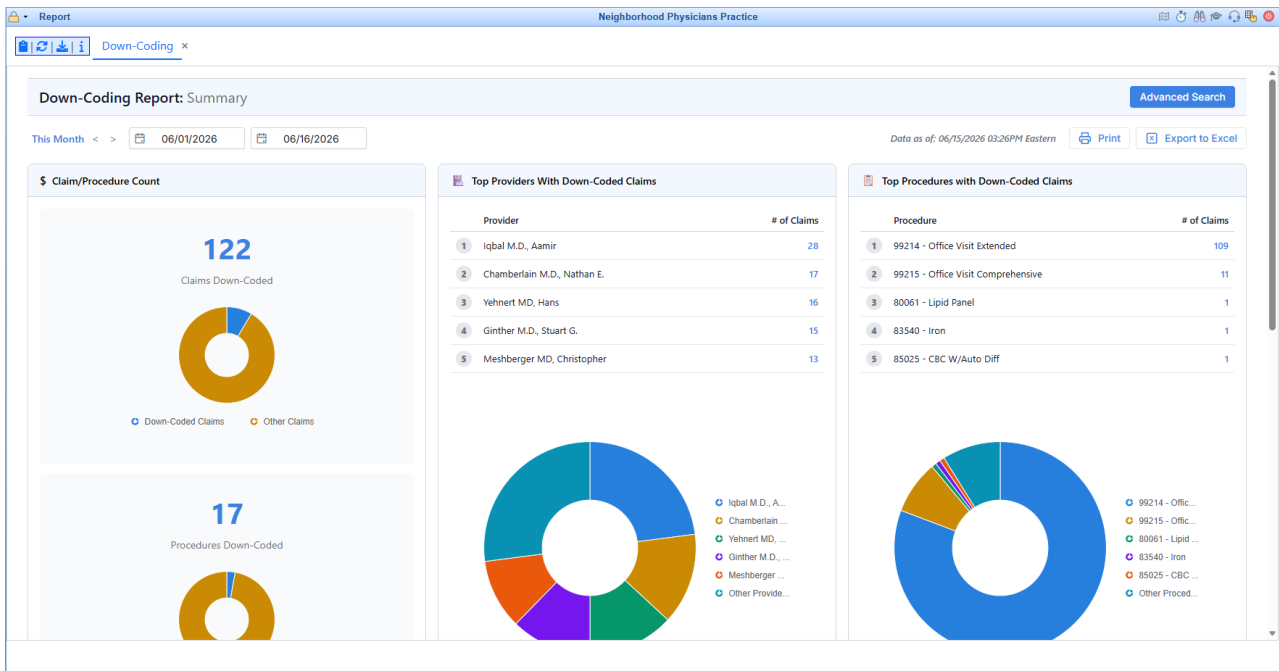 Report
Neighborhood Physicians Practice
Down-Coding ×
Down-Coding Report: Summary
Advanced Search
This Month < > 06/01/2026 06/16/2026
Data as of: 06/15/2026 03:26PM Eastern
Print
Export to Excel
$ Claim/Procedure Count
122
Claims Down-Coded
Down-Coded Claims Other Claims
17
Procedures Down-Coded
Top Providers With Down-Coded Claims
Provider # of Claims
1 Iqbal M.D., Aamir 28
2 Chamberlain M.D., Nathan E. 17
3 Yehnert MD, Hans 16
4 Ginther M.D., Stuart G. 15
5 Meshberger MD, Christopher 13
Iqbal M.D., A...
Chamberlain ...
Yehnert MD, ...
Ginther M.D., ...
Meshberger ...
Other Provide...
Top Procedures with Down-Coded Claims
Procedure # of Claims
1 99214 - Office Visit Extended 109
2 99215 - Office Visit Comprehensive 11
3 80061 - Lipid Panel 1
4 83540 - Iron 1
5 85025 - CBC W/Auto Diff 1
99214 - Offic...
99215 - Offic...
80061 - Lipid ...
83540 - Iron
85025 - CBC ...
Other Proced...